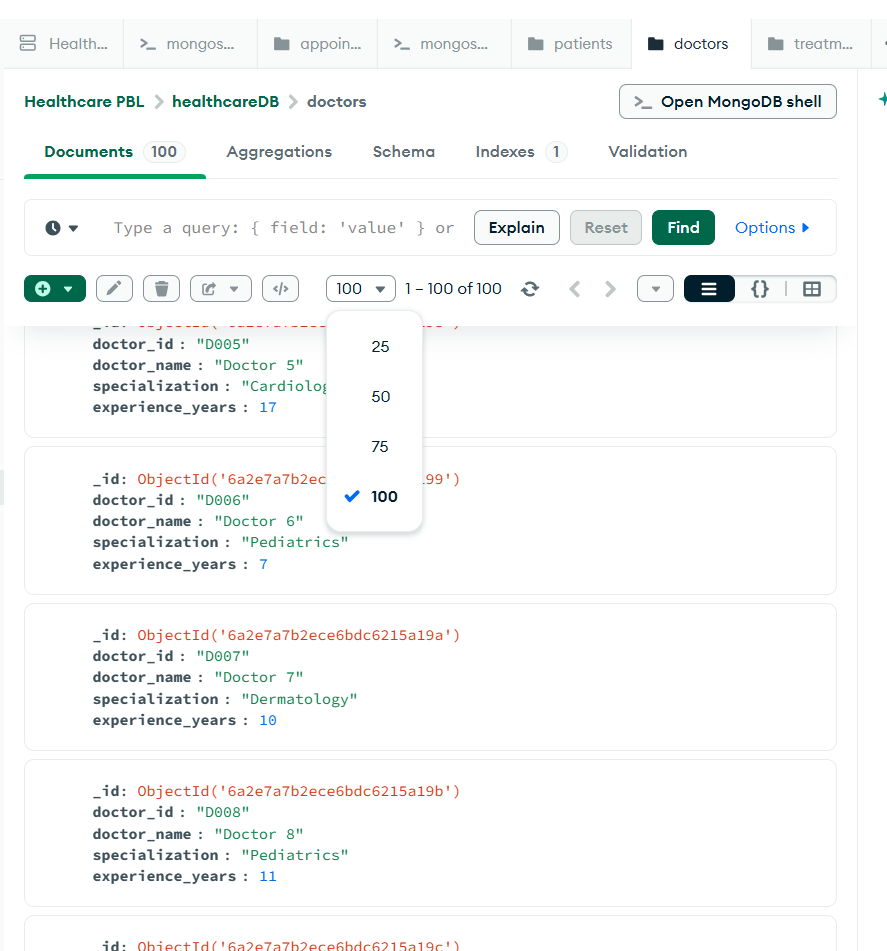 Health...
mongos...
appoin...
mongos...
patients
doctors
treatm...
Healthcare PBL > healthcareDB > doctors
>_ Open MongoDB shell
Documents 100
Aggregations
Schema
Indexes 1
Validation
Type a query: { field: 'value' } or
Explain
Reset
Find
Options
100
1 – 100 of 100
25
50
75
100
doctor_id : "D005"
doctor_name : "Doctor 5"
specialization : "Cardiolog
experience_years : 17
_id: ObjectId('6a2e7a7b2ec 99')
doctor_id : "D006"
doctor_name : "Doctor 6"
specialization : "Pediatrics"
experience_years : 7
_id: ObjectId('6a2e7a7b2ece6bdc6215a19a')
doctor_id : "D007"
doctor_name : "Doctor 7"
specialization : "Dermatology"
experience_years : 10
_id: ObjectId('6a2e7a7b2ece6bdc6215a19b')
doctor_id : "D008"
doctor_name : "Doctor 8"
specialization : "Pediatrics"
experience_years : 11
_id: ObjectId('6a2e7a7b2ece6bdc6215a19c')